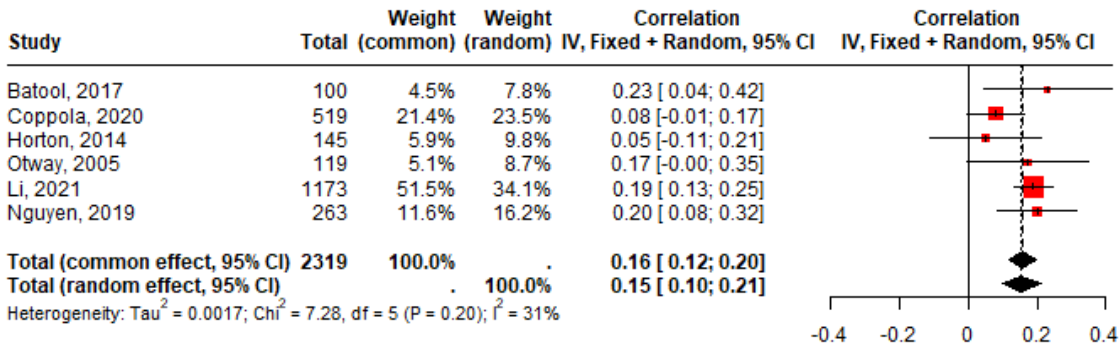 Weight Weight Correlation Correlation
Study Total (common) (random) IV, Fixed + Random, 95% CI IV, Fixed + Random, 95% CI
Batool, 2017 100 4.5% 7.8% 0.23 [ 0.04; 0.42]
Coppola, 2020 519 21.4% 23.5% 0.08 [-0.01; 0.17]
Horton, 2014 145 5.9% 9.8% 0.05 [-0.11; 0.21]
Otway, 2005 119 5.1% 8.7% 0.17 [-0.00; 0.35]
Li, 2021 1173 51.5% 34.1% 0.19 [ 0.13; 0.25]
Nguyen, 2019 263 11.6% 16.2% 0.20 [ 0.08; 0.32]
Total (common effect, 95% CI) 2319 100.0% . 0.16 [ 0.12; 0.20]
Total (random effect, 95% CI) . 100.0% 0.15 [ 0.10; 0.21]
Heterogeneity: Tau² = 0.0017; Chi² = 7.28, df = 5 (P = 0.20); I² = 31%
-0.4 -0.2 0 0.2 0.4